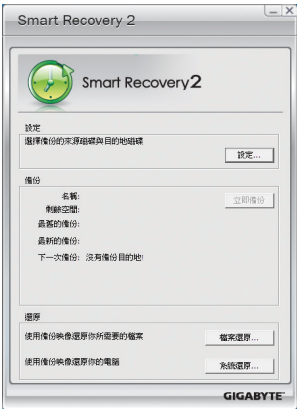 Smart Recovery 2
Smart Recovery2
設定
選擇備份的來源磁碟與目的地磁碟
設定...
備份
名稱:
立即備份
剩餘空間:
最舊的備份:
最新的備份:
下一次備份: 沒有備份目的地!
還原
使用備份映像還原你所需要的檔案
檔案還原...
使用備份映像還原你的電腦
系統還原...
GIGABYTE™